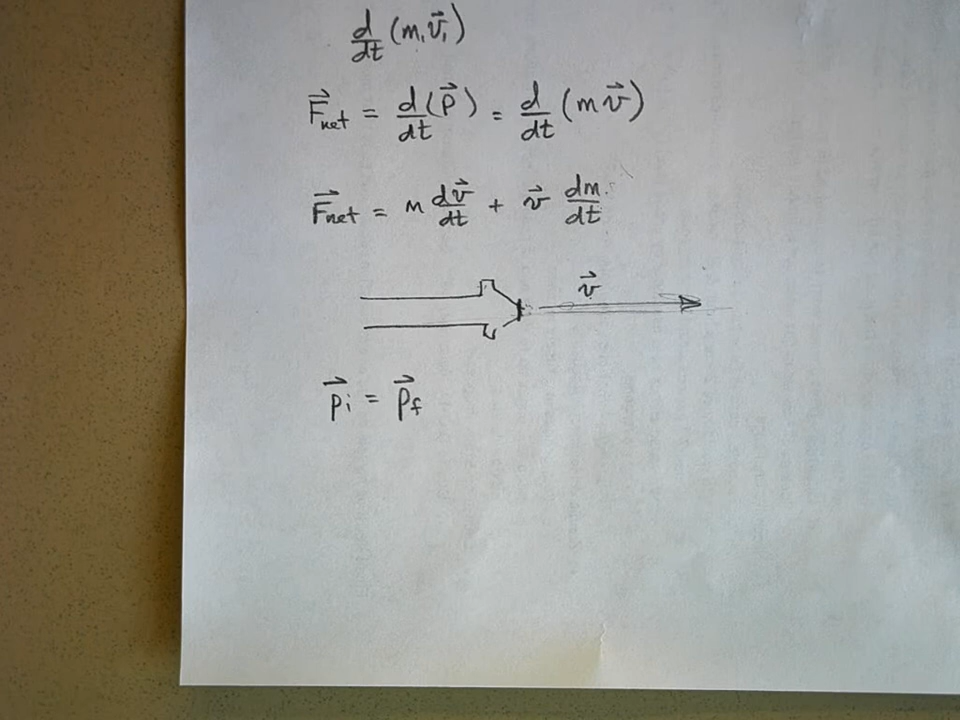 d/dt (m₁v⃗₁)
F⃗net = d(p⃗)/dt = d/dt (mv⃗)
F⃗net = m dv⃗/dt + v⃗ dm/dt
v⃗
p⃗i = p⃗f